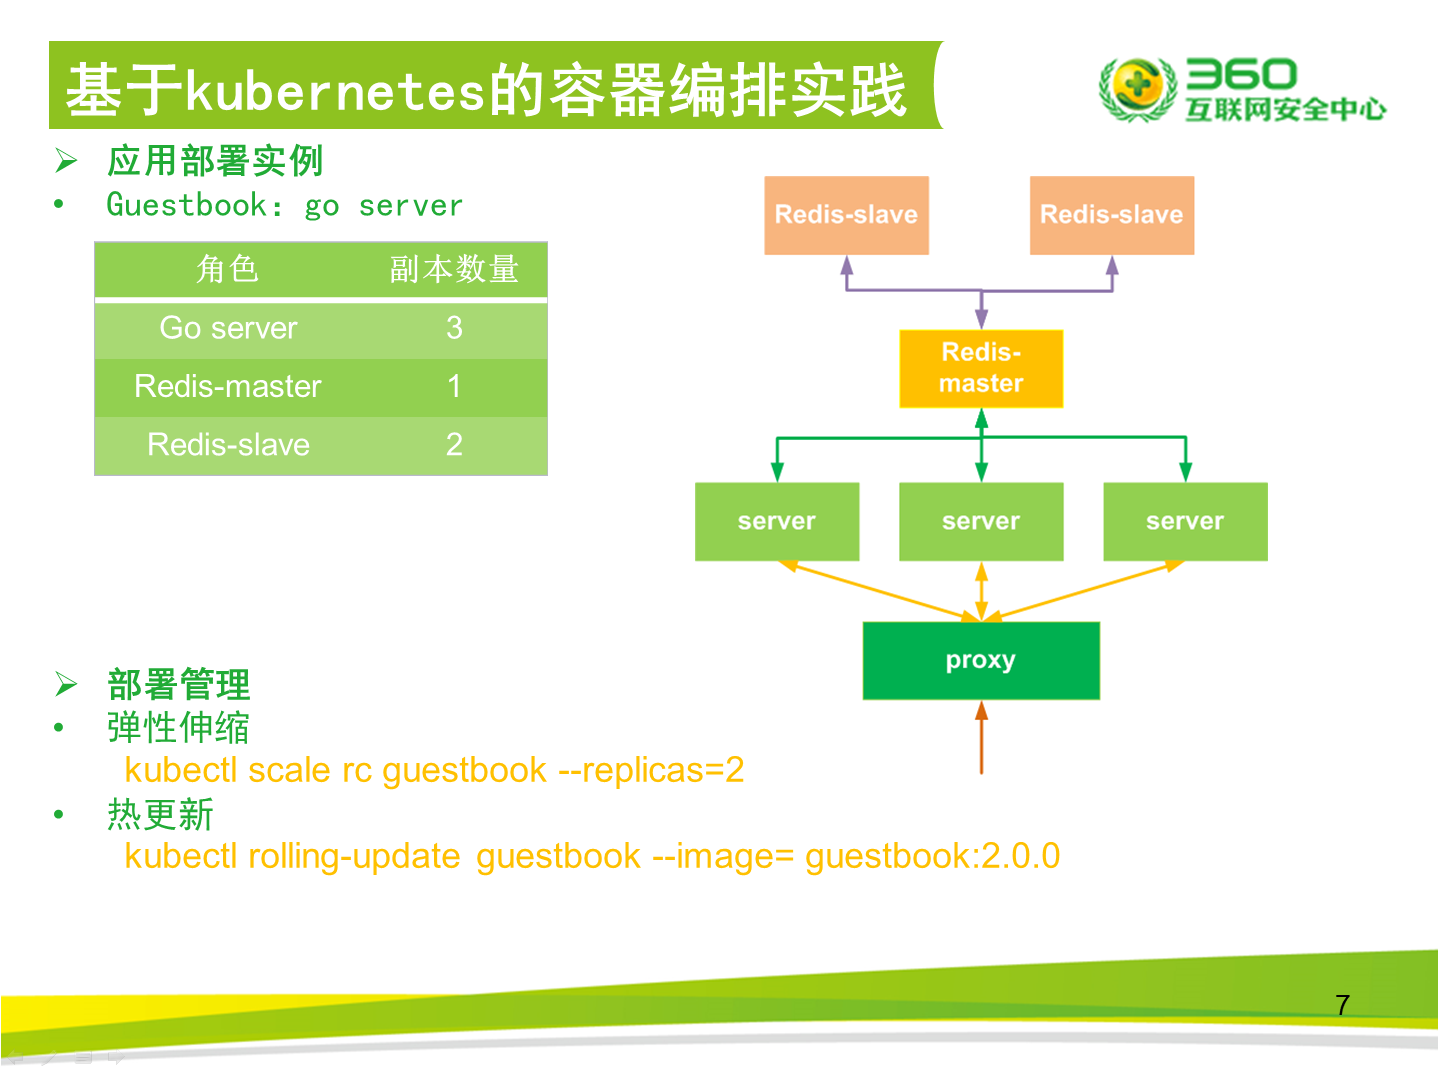 基于kubernetes的容器编排实践
360
互联网安全中心
应用部署实例
Guestbook：go server
角色 副本数量
Go server 3
Redis-master 1
Redis-slave 2
Redis-slave Redis-slave
Redis-
master
server server server
proxy
部署管理
弹性伸缩
kubectl scale rc guestbook --replicas=2
热更新
kubectl rolling-update guestbook --image= guestbook:2.0.0
7